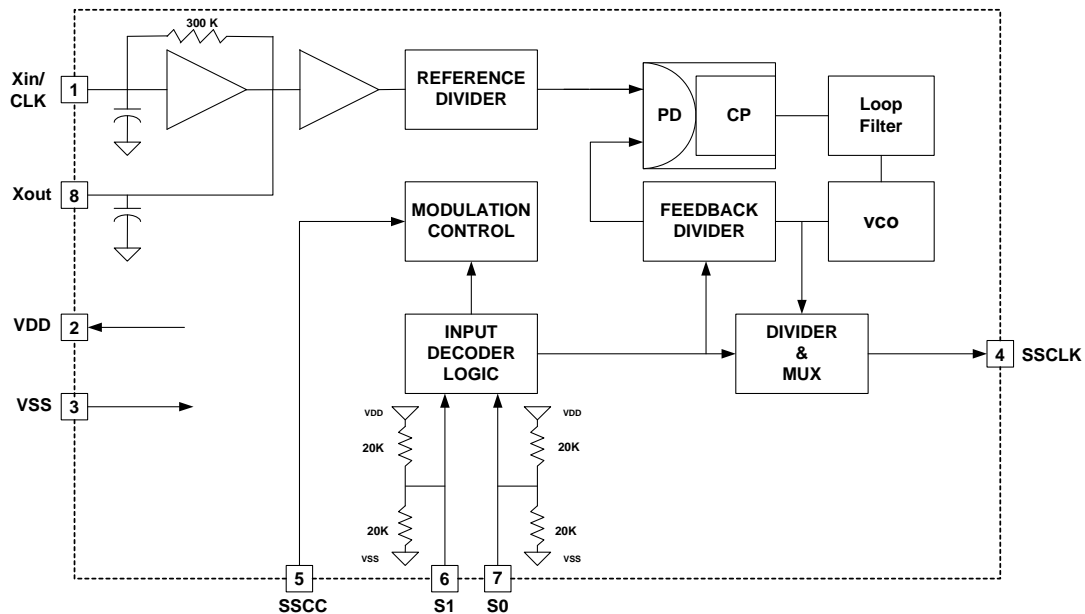 300 K
Xin/
CLK
1
REFERENCE
DIVIDER
PD
CP
Loop
Filter
Xout
8
MODULATION
CONTROL
FEEDBACK
DIVIDER
VCO
VDD
2
INPUT
DECODER
LOGIC
DIVIDER
&
MUX
4
SSCLK
VSS
3
VDD
VDD
20K
20K
20K
20K
VSS
VSS
5
6
7
SSCC
S1
S0